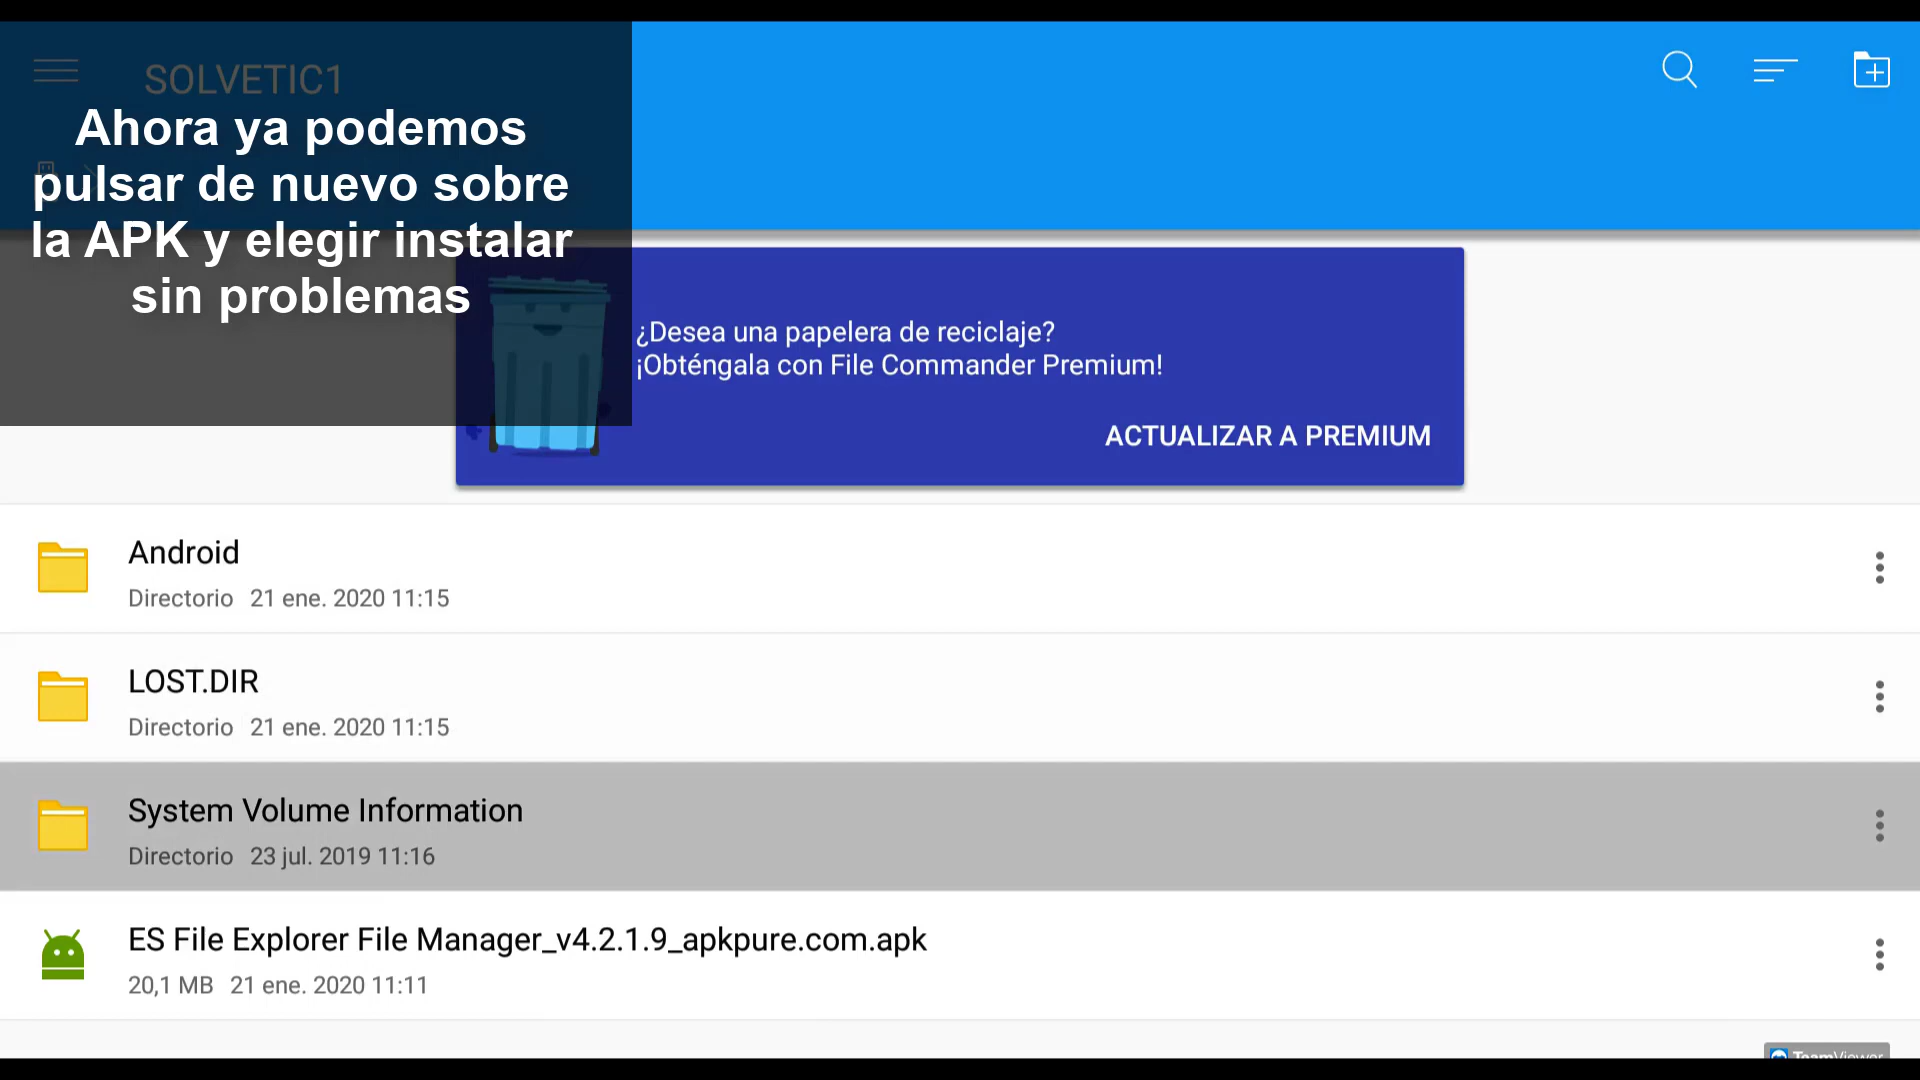 SOLVETIC1
Ahora ya podemos
pulsar de nuevo sobre
la APK y elegir instalar
sin problemas
¿Desea una papelera de reciclaje?
¡Obténgala con File Commander Premium!
ACTUALIZAR A PREMIUM
Android
Directorio 21 ene. 2020 11:15
LOST.DIR
Directorio 21 ene. 2020 11:15
System Volume Information
Directorio 23 jul. 2019 11:16
ES File Explorer File Manager_v4.2.1.9_apkpure.com.apk
20,1 MB 21 ene. 2020 11:11
TeamViewer